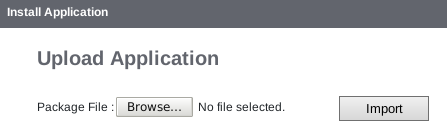 Install Application
Upload Application
Package File : Browse... No file selected. Import